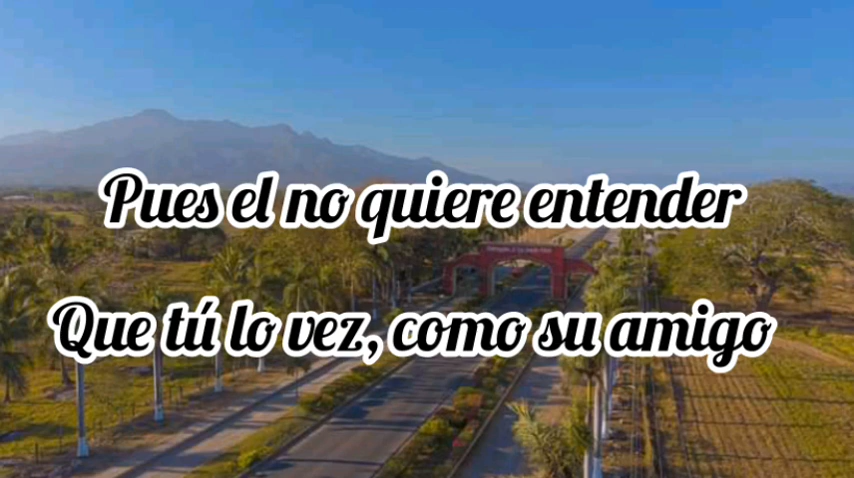 Pues el no quiere entender
Que tú lo vez, como su amigo